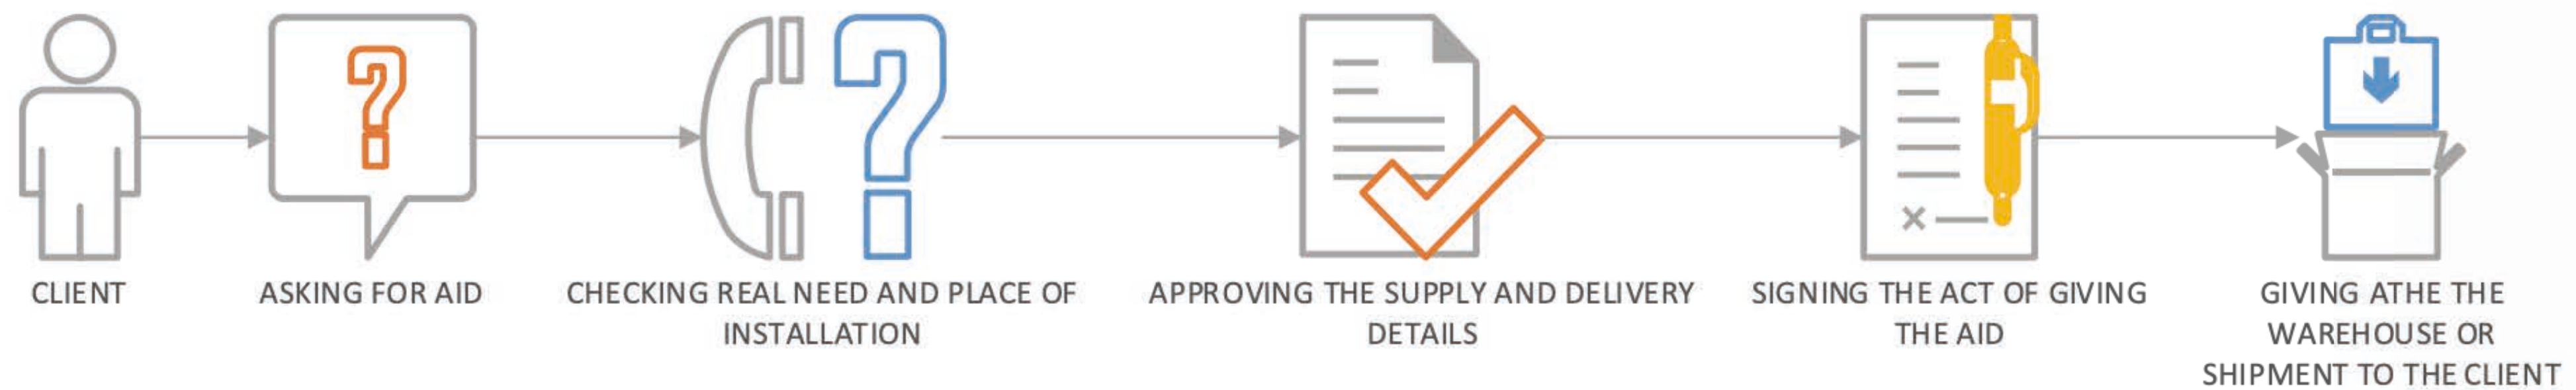 CLIENT
ASKING FOR AID
CHECKING REAL NEED AND PLACE OF
INSTALLATION
APPROVING THE SUPPLY AND DELIVERY
DETAILS
SIGNING THE ACT OF GIVING
THE AID
GIVING ATHE THE
WAREHOUSE OR
SHIPMENT TO THE CLIENT